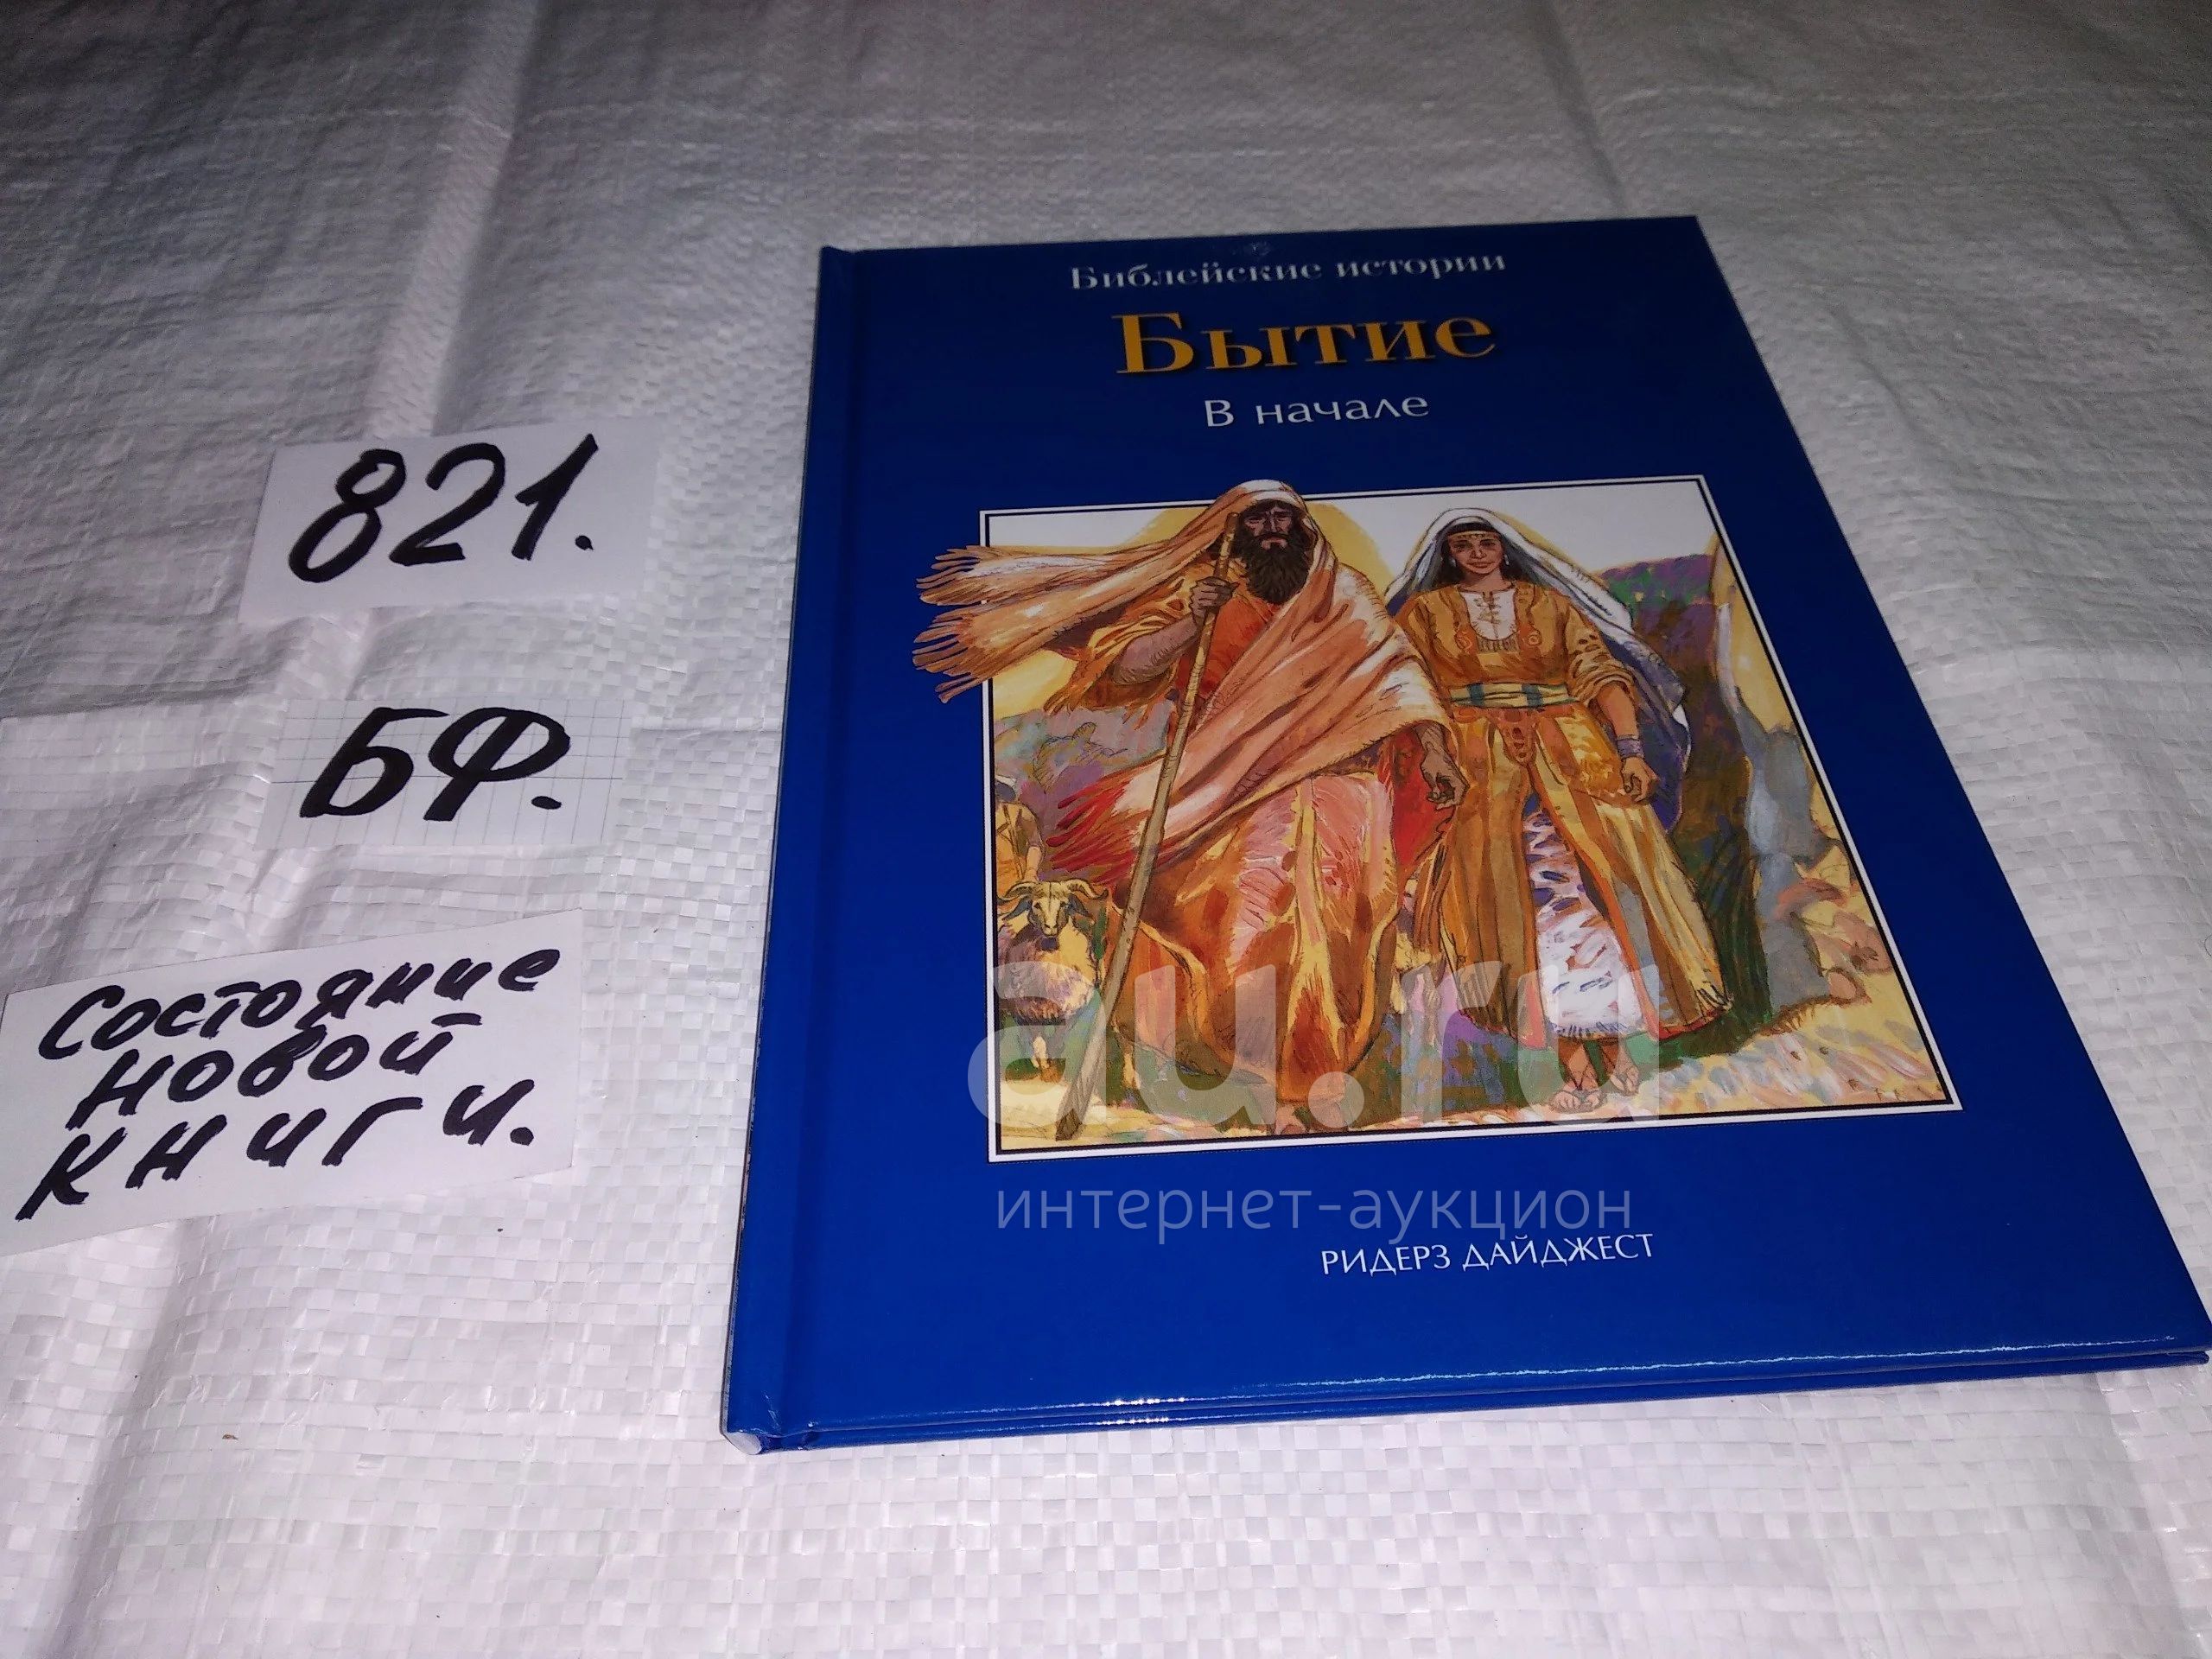 Библейские истории
Бытие
В начале
821.
БФ.
Состояние
новой
книги.
au.ru
интернет-аукцион
РИДЕРЗ ДАЙДЖЕСТ